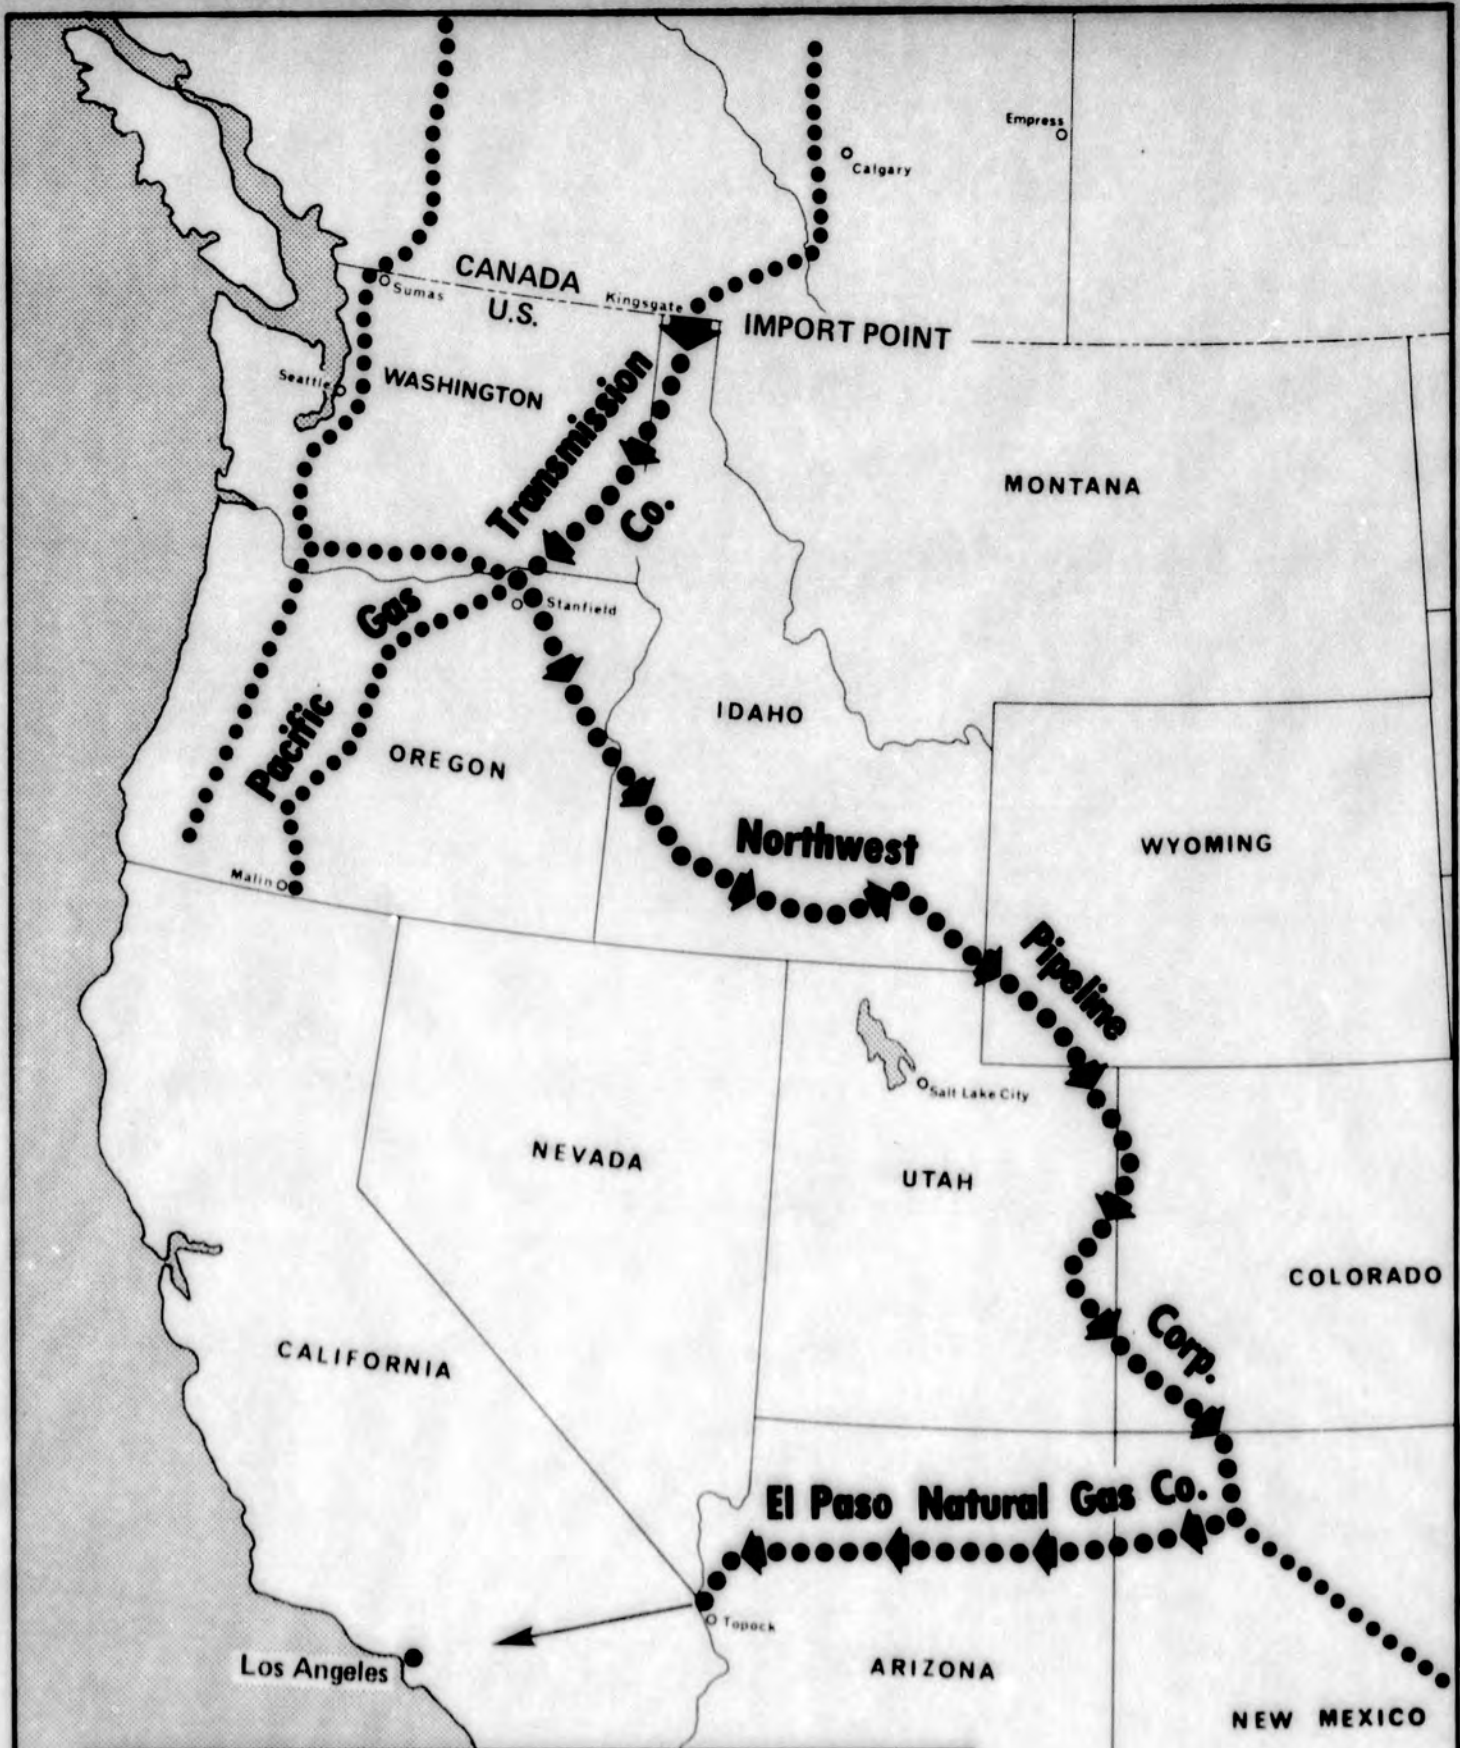 Empress
Calgary
CANADA
Sumas
Kingsgate
U.S.
IMPORT POINT
Seattle
WASHINGTON
Transmission
Co.
MONTANA
Stanfield
Gas
Pacific
IDAHO
OREGON
Northwest
WYOMING
Malin
Pipeline
Salt Lake City
NEVADA
UTAH
COLORADO
Corp.
CALIFORNIA
El Paso Natural Gas Co.
Topock
Los Angeles
ARIZONA
NEW MEXICO